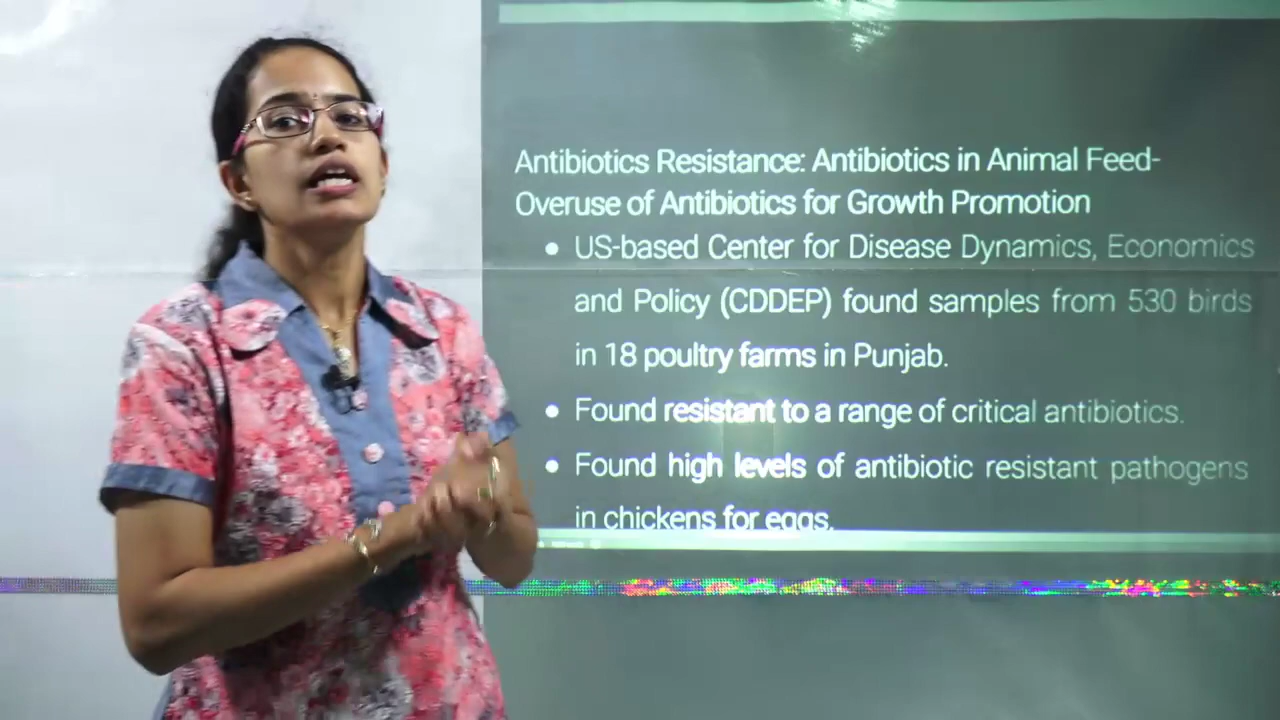 Antibiotics Resistance: Antibiotics in Animal Feed-
Overuse of Antibiotics for Growth Promotion
• US-based Center for Disease Dynamics, Economics
and Policy (CDDEP) found samples from 530 birds
in 18 poultry farms in Punjab.
• Found resistant to a range of critical antibiotics.
• Found high levels of antibiotic resistant pathogens
in chickens for eggs.